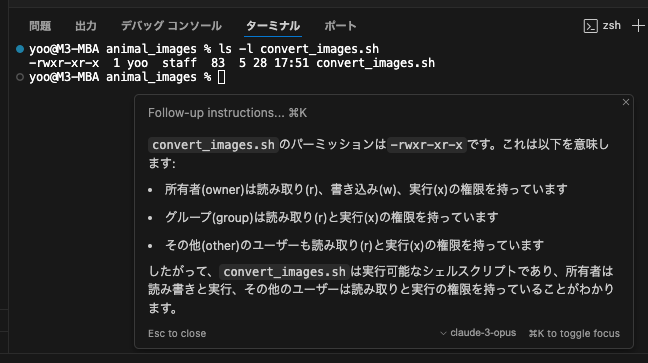 問題 出力 デバッグ コンソール ターミナル ポート zsh
yoo@M3-MBA animal_images % ls -l convert_images.sh
-rwxr-xr-x 1 yoo staff 83 5 28 17:51 convert_images.sh
yoo@M3-MBA animal_images %
Follow-up instructions... ⌘K
convert_images.shのパーミッションは-rwxr-xr-xです。これは以下を意味し
ます:
• 所有者(owner)は読み取り(r)、書き込み(w)、実行(x)の権限を持っています
• グループ(group)は読み取り(r)と実行(x)の権限を持っています
• その他(other)のユーザーも読み取り(r)と実行(x)の権限を持っています
したがって、convert_images.shは実行可能なシェルスクリプトであり、所有者は
読み書きと実行、その他のユーザーは読み取りと実行の権限を持っていることがわかり
ます。
Esc to close claude-3-opus ⌘K to toggle focus